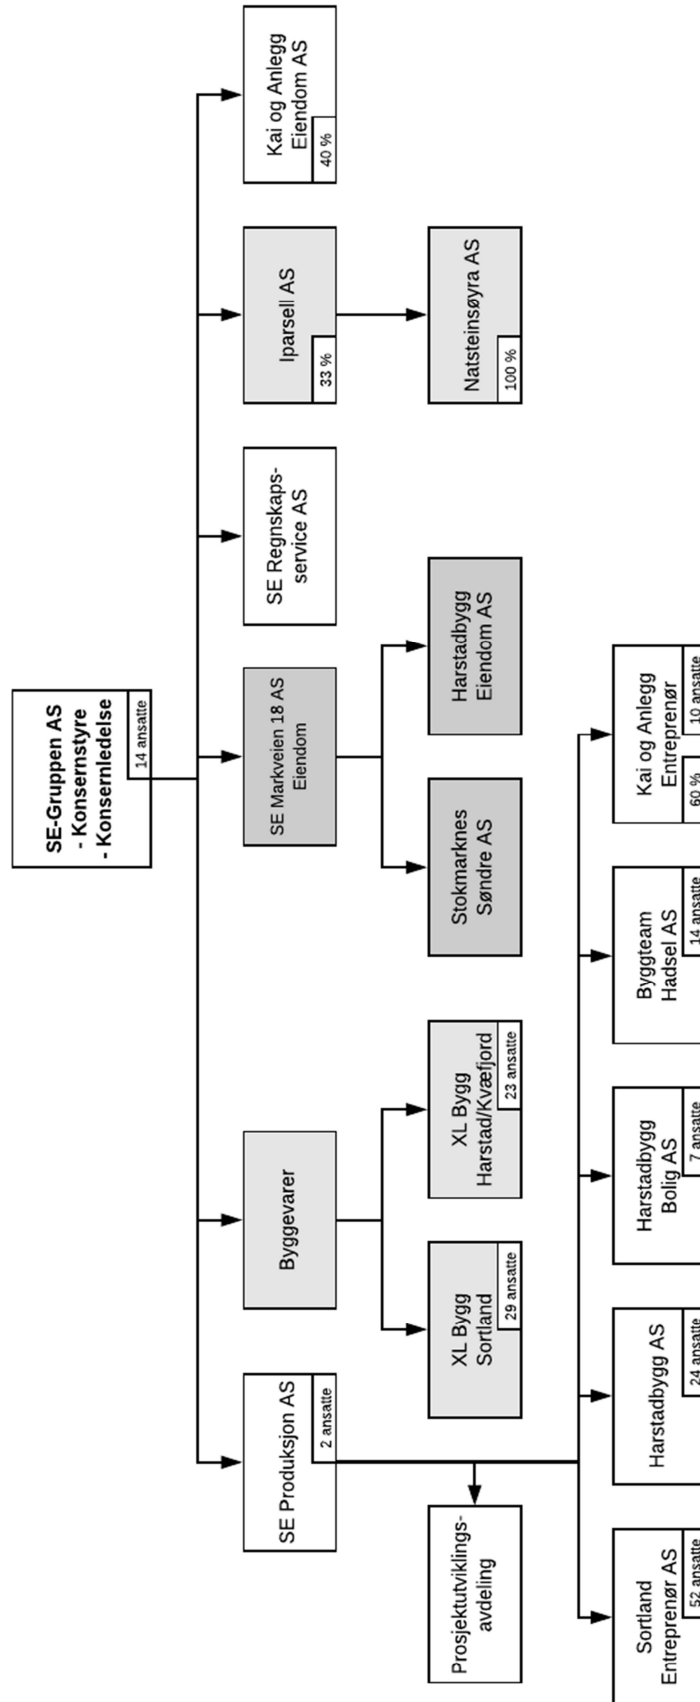 SE-Gruppen AS
- Konsernstyre
- Konsernledelse
14 ansatte
SE Produksjon AS
2 ansatte
Byggevarer
SE Markveien 18 AS
Eiendom
SE Regnskaps-
service AS
Iparsell AS
33 %
Kai og Anlegg
Eiendom AS
40 %
Prosjektutviklings-
avdeling
XL Bygg
Sortland
29 ansatte
XL Bygg
Harstad/Kvæfjord
23 ansatte
Stokmarknes
Søndre AS
Harstadbygg
Eiendom AS
Natsteinsøyra AS
100 %
Sortland
Entreprenør AS
52 ansatte
Harstadbygg AS
24 ansatte
Harstadbygg
Bolig AS
7 ansatte
Byggteam
Hadsel AS
14 ansatte
Kai og Anlegg
Entreprenør
60 %
10 ansatte